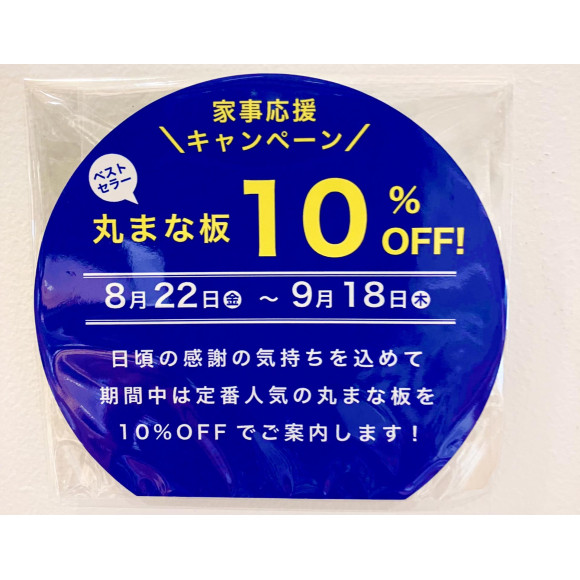 家事応援
\キャンペーン/
ベスト
セラー
丸まな板 10% OFF!
8月22日金 〜 9月18日木
日頃の感謝の気持ちを込めて
期間中は定番人気の丸まな板を
10%OFFでご案内します!